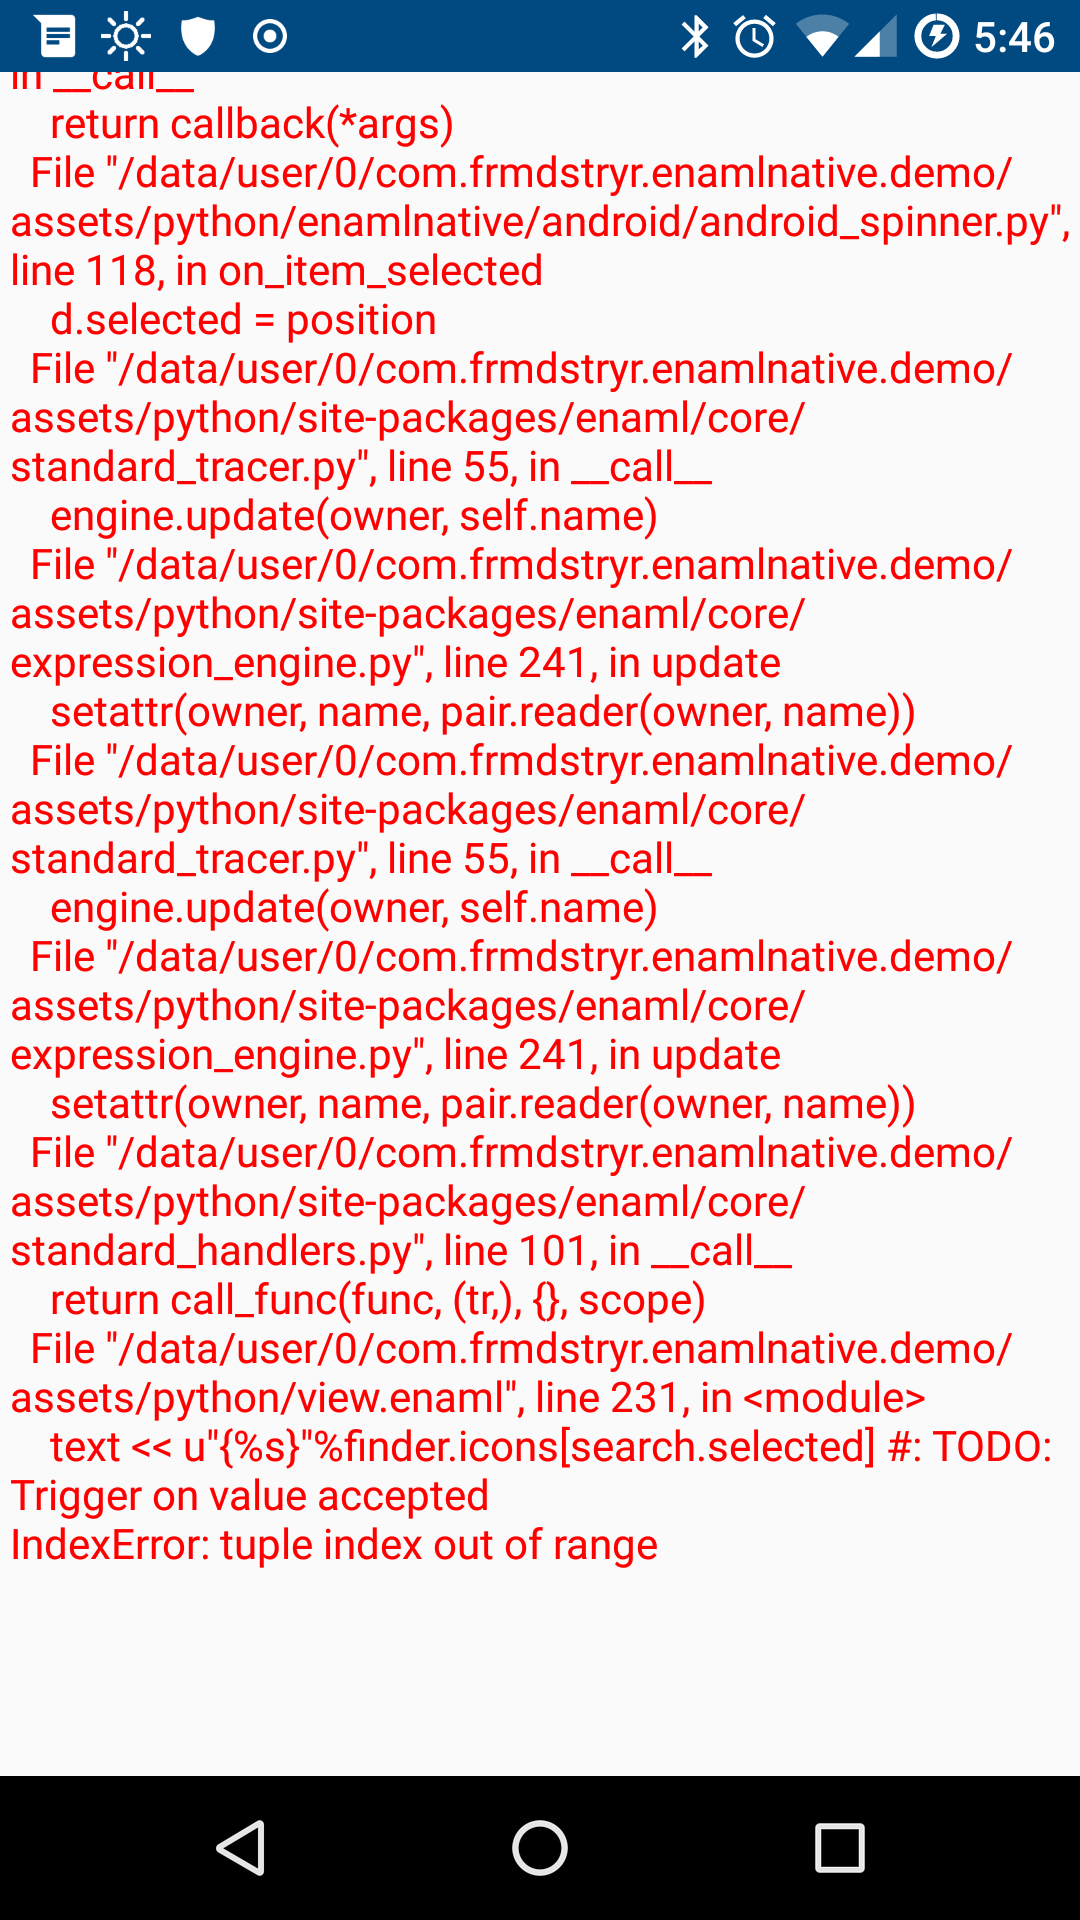 5:46
in __call__
return callback(*args)
File "/data/user/0/com.frmdstryr.enamlnative.demo/
assets/python/enamlnative/android/android_spinner.py",
line 118, in on_item_selected
d.selected = position
File "/data/user/0/com.frmdstryr.enamlnative.demo/
assets/python/site-packages/enaml/core/
standard_tracer.py", line 55, in __call__
engine.update(owner, self.name)
File "/data/user/0/com.frmdstryr.enamlnative.demo/
assets/python/site-packages/enaml/core/
expression_engine.py", line 241, in update
setattr(owner, name, pair.reader(owner, name))
File "/data/user/0/com.frmdstryr.enamlnative.demo/
assets/python/site-packages/enaml/core/
standard_tracer.py", line 55, in __call__
engine.update(owner, self.name)
File "/data/user/0/com.frmdstryr.enamlnative.demo/
assets/python/site-packages/enaml/core/
expression_engine.py", line 241, in update
setattr(owner, name, pair.reader(owner, name))
File "/data/user/0/com.frmdstryr.enamlnative.demo/
assets/python/site-packages/enaml/core/
standard_handlers.py", line 101, in __call__
return call_func(func, (tr,), {}, scope)
File "/data/user/0/com.frmdstryr.enamlnative.demo/
assets/python/view.enaml", line 231, in <module>
text << u"{%s}"%finder.icons[search.selected] #: TODO:
Trigger on value accepted
IndexError: tuple index out of range